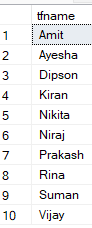 tfname
1 Amit
2 Ayesha
3 Dipson
4 Kiran
5 Nikita
6 Niraj
7 Prakash
8 Rina
9 Suman
10 Vijay